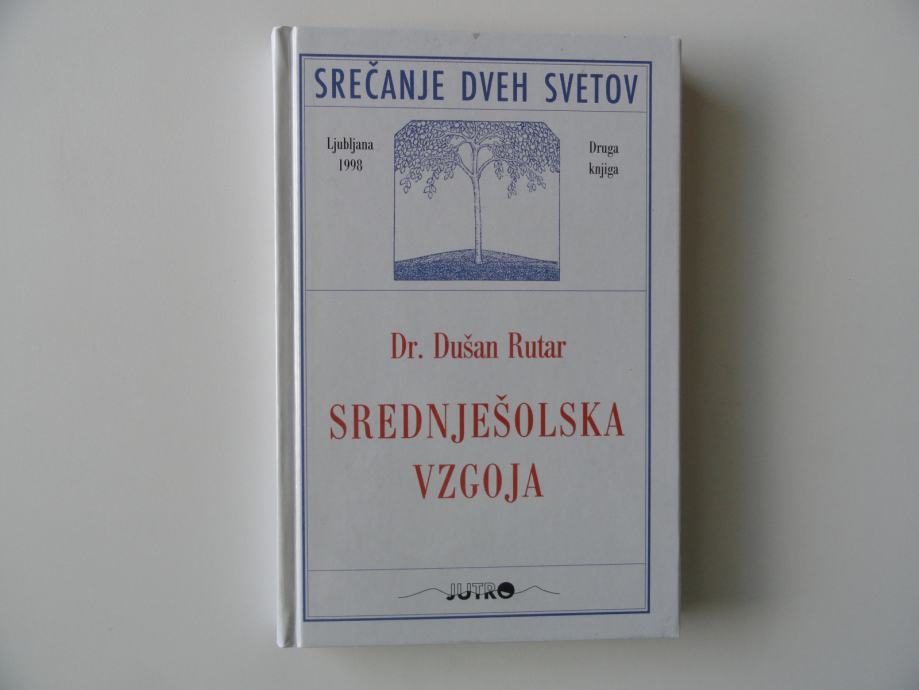 SREČANJE DVEH SVETOV
Ljubljana
1998
Druga
knjiga
Dr. Dušan Rutar
SREDNJEŠOLSKA
VZGOJA
JUTRO